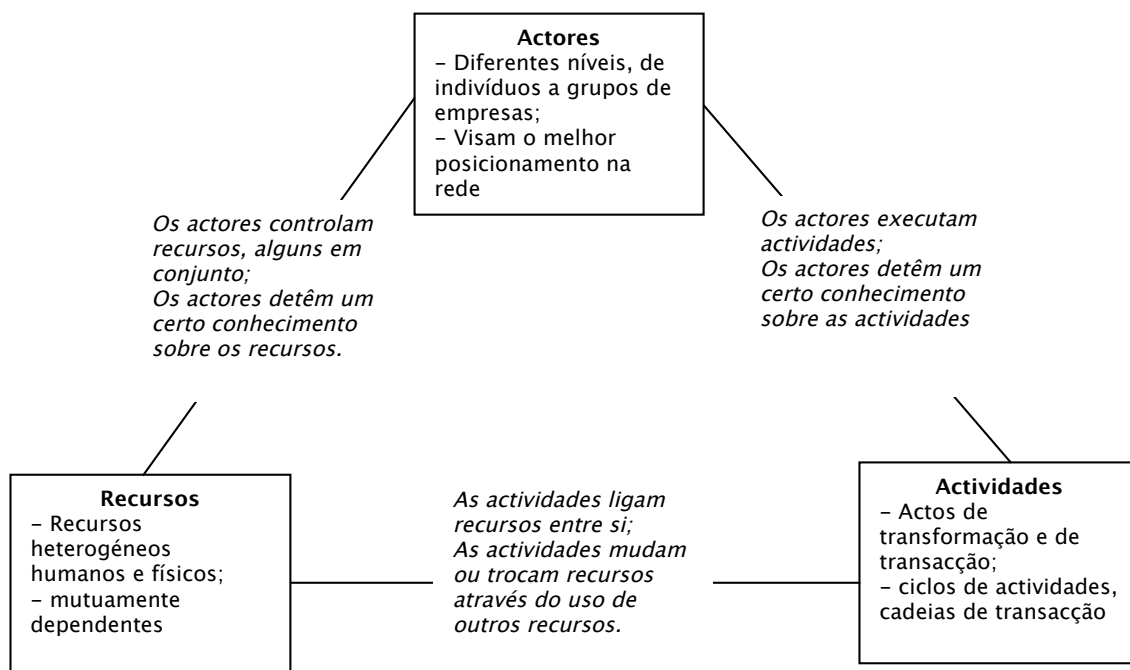 Actores
– Diferentes níveis, de
indivíduos a grupos de
empresas;
– Visam o melhor
posicionamento na
rede
Os actores controlam
recursos, alguns em
conjunto;
Os actores detêm um
certo conhecimento
sobre os recursos.
Os actores executam
actividades;
Os actores detêm um
certo conhecimento
sobre as actividades
Recursos
– Recursos
heterogéneos
humanos e físicos;
– mutuamente
dependentes
As actividades ligam
recursos entre si;
As actividades mudam
ou trocam recursos
através do uso de
outros recursos.
Actividades
– Actos de
transformação e de
transacção;
– ciclos de actividades,
cadeias de transacção